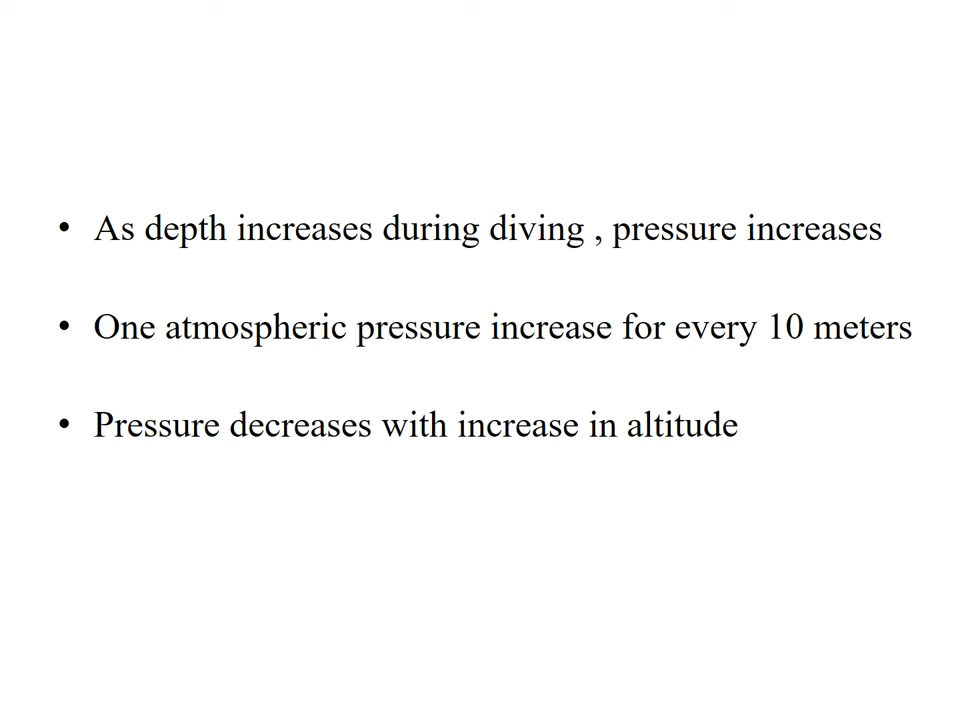 • As depth increases during diving , pressure increases
• One atmospheric pressure increase for every 10 meters
• Pressure decreases with increase in altitude